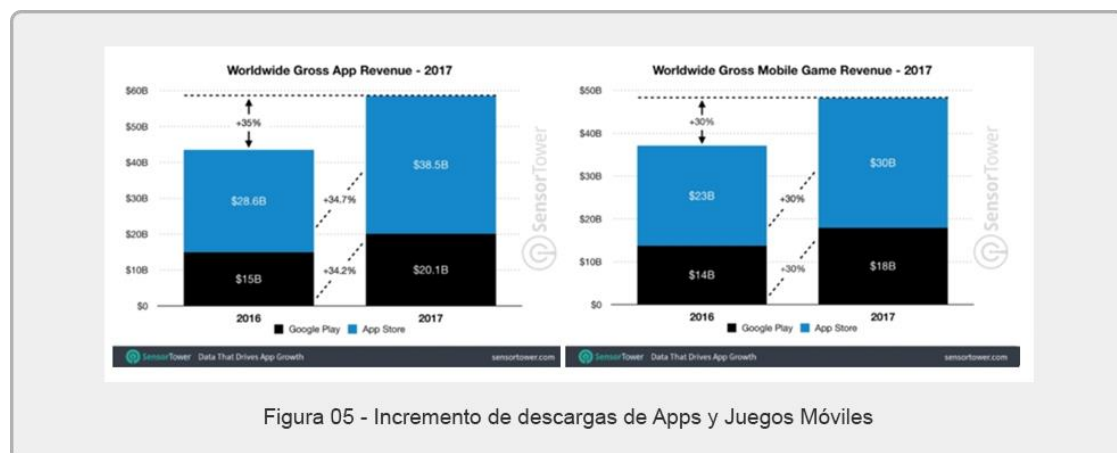 Worldwide Gross App Revenue - 2017
$60B
$50B
$40B
$30B
$20B
$10B
$0
+35%
$28.6B
$15B
+34.7%
+34.2%
$38.5B
$20.1B
2016
2017
Google Play
App Store
SensorTower
SensorTower Data That Drives App Growth
sensortower.com
Worldwide Gross Mobile Game Revenue - 2017
$50B
$40B
$30B
$20B
$10B
$0
+30%
$23B
$14B
+30%
+30%
$30B
$18B
2016
2017
Google Play
App Store
SensorTower
SensorTower Data That Drives App Growth
sensortower.com
Figura 05 - Incremento de descargas de Apps y Juegos Móviles